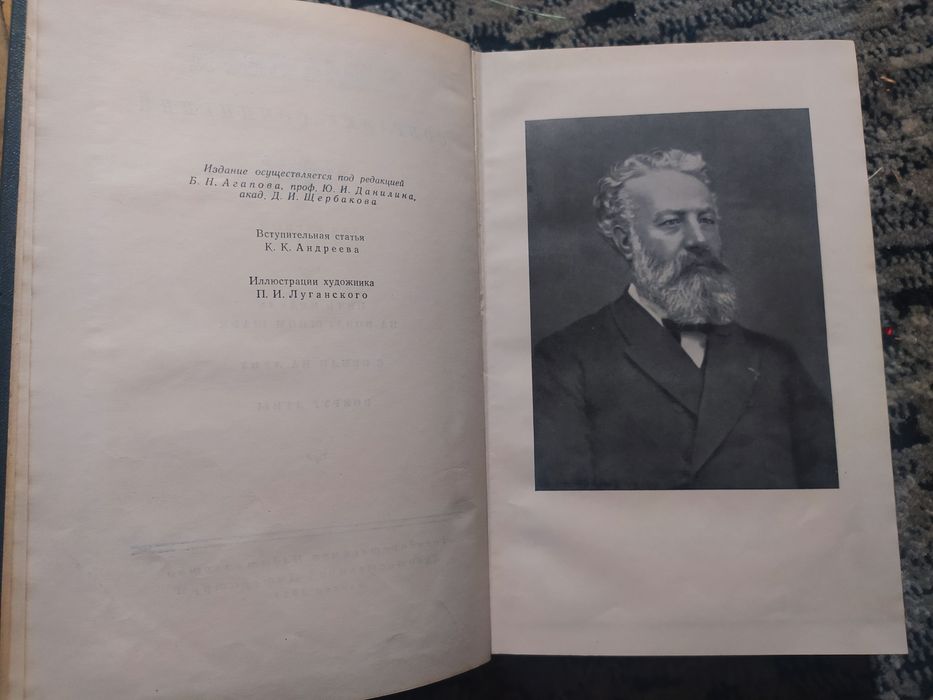 Издание осуществляется под редакцией
Б. Н. Агапова, проф. Ю. И. Данилина,
акад. Д. И. Щербакова
Вступительная статья
К. К. Андреева
Иллюстрации художника
П. И. Луганского